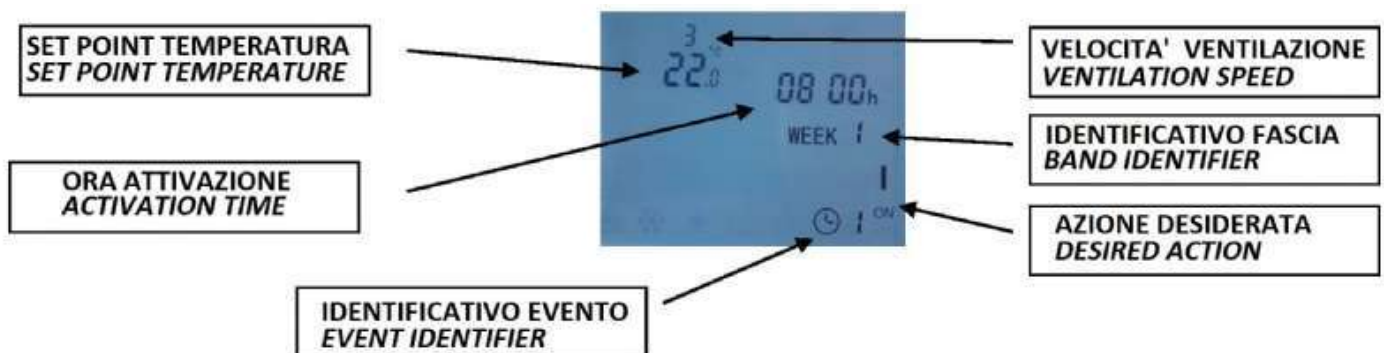 SET POINT TEMPERATURA
SET POINT TEMPERATURE
3
22.0 °C
08 00h
WEEK 1
1 ON
VELOCITA' VENTILAZIONE
VENTILATION SPEED
IDENTIFICATIVO FASCIA
BAND IDENTIFIER
ORA ATTIVAZIONE
ACTIVATION TIME
AZIONE DESIDERATA
DESIRED ACTION
IDENTIFICATIVO EVENTO
EVENT IDENTIFIER